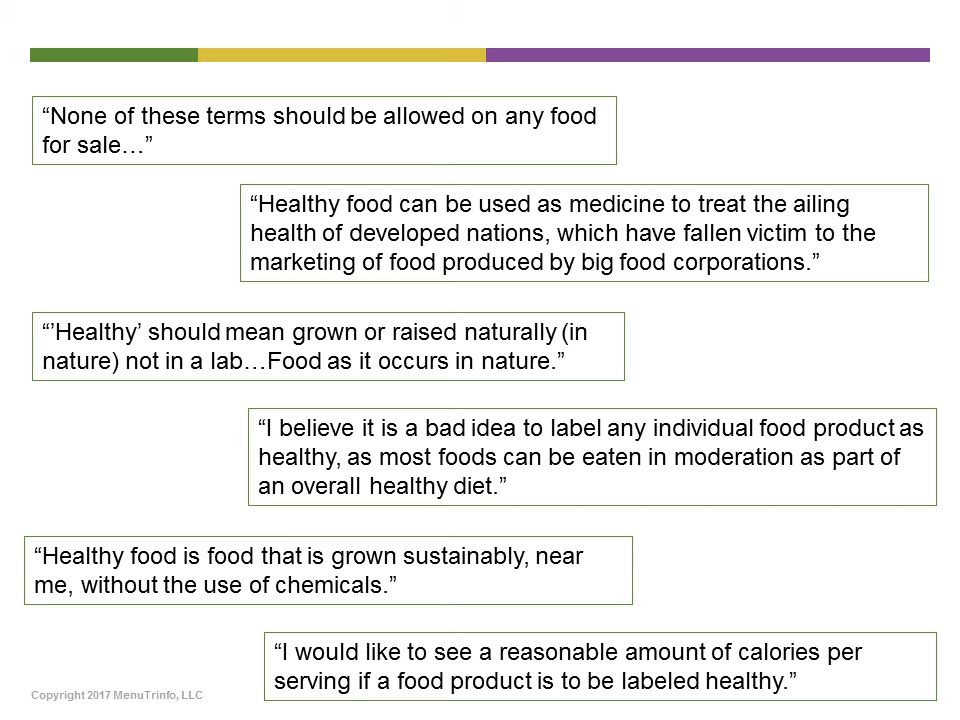 “None of these terms should be allowed on any food
for sale…”
“Healthy food can be used as medicine to treat the ailing
health of developed nations, which have fallen victim to the
marketing of food produced by big food corporations.”
“’Healthy’ should mean grown or raised naturally (in
nature) not in a lab…Food as it occurs in nature.”
“I believe it is a bad idea to label any individual food product as
healthy, as most foods can be eaten in moderation as part of
an overall healthy diet.”
“Healthy food is food that is grown sustainably, near
me, without the use of chemicals.”
“I would like to see a reasonable amount of calories per
serving if a food product is to be labeled healthy.”
Copyright 2017 MenuTrinfo, LLC